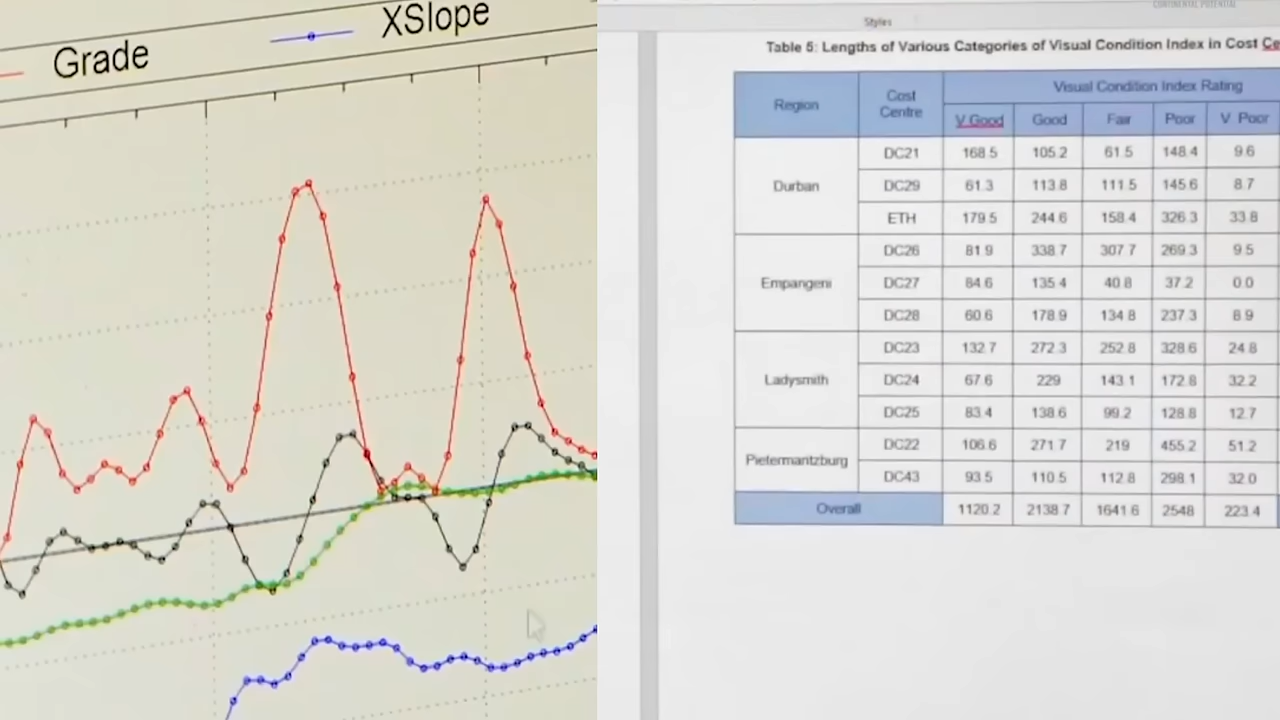 Grade XSlope
CONTINENTAL POTENTIAL
Styles
Table 5: Lengths of Various Categories of Visual Condition Index in Cost Ce
Region Cost Centre Visual Condition Index Rating
V Good Good Fair Poor V Poor
Durban DC21 168.5 105.2 61.5 148.4 9.6
DC29 61.3 113.8 111.5 145.6 8.7
ETH 179.5 244.6 158.4 326.3 33.8
Empangeni DC26 81.9 338.7 307.7 269.3 9.5
DC27 84.6 135.4 40.8 37.2 0.0
DC28 60.6 178.9 134.8 237.3 8.9
Ladysmith DC23 132.7 272.3 252.8 328.6 24.8
DC24 67.6 229 143.1 172.8 32.2
DC25 83.4 138.6 99.2 128.8 12.7
Pietermantzburg DC22 106.6 271.7 219 455.2 51.2
DC43 93.5 110.5 112.8 298.1 32.0
Overall 1120.2 2138.7 1641.6 2548 223.4